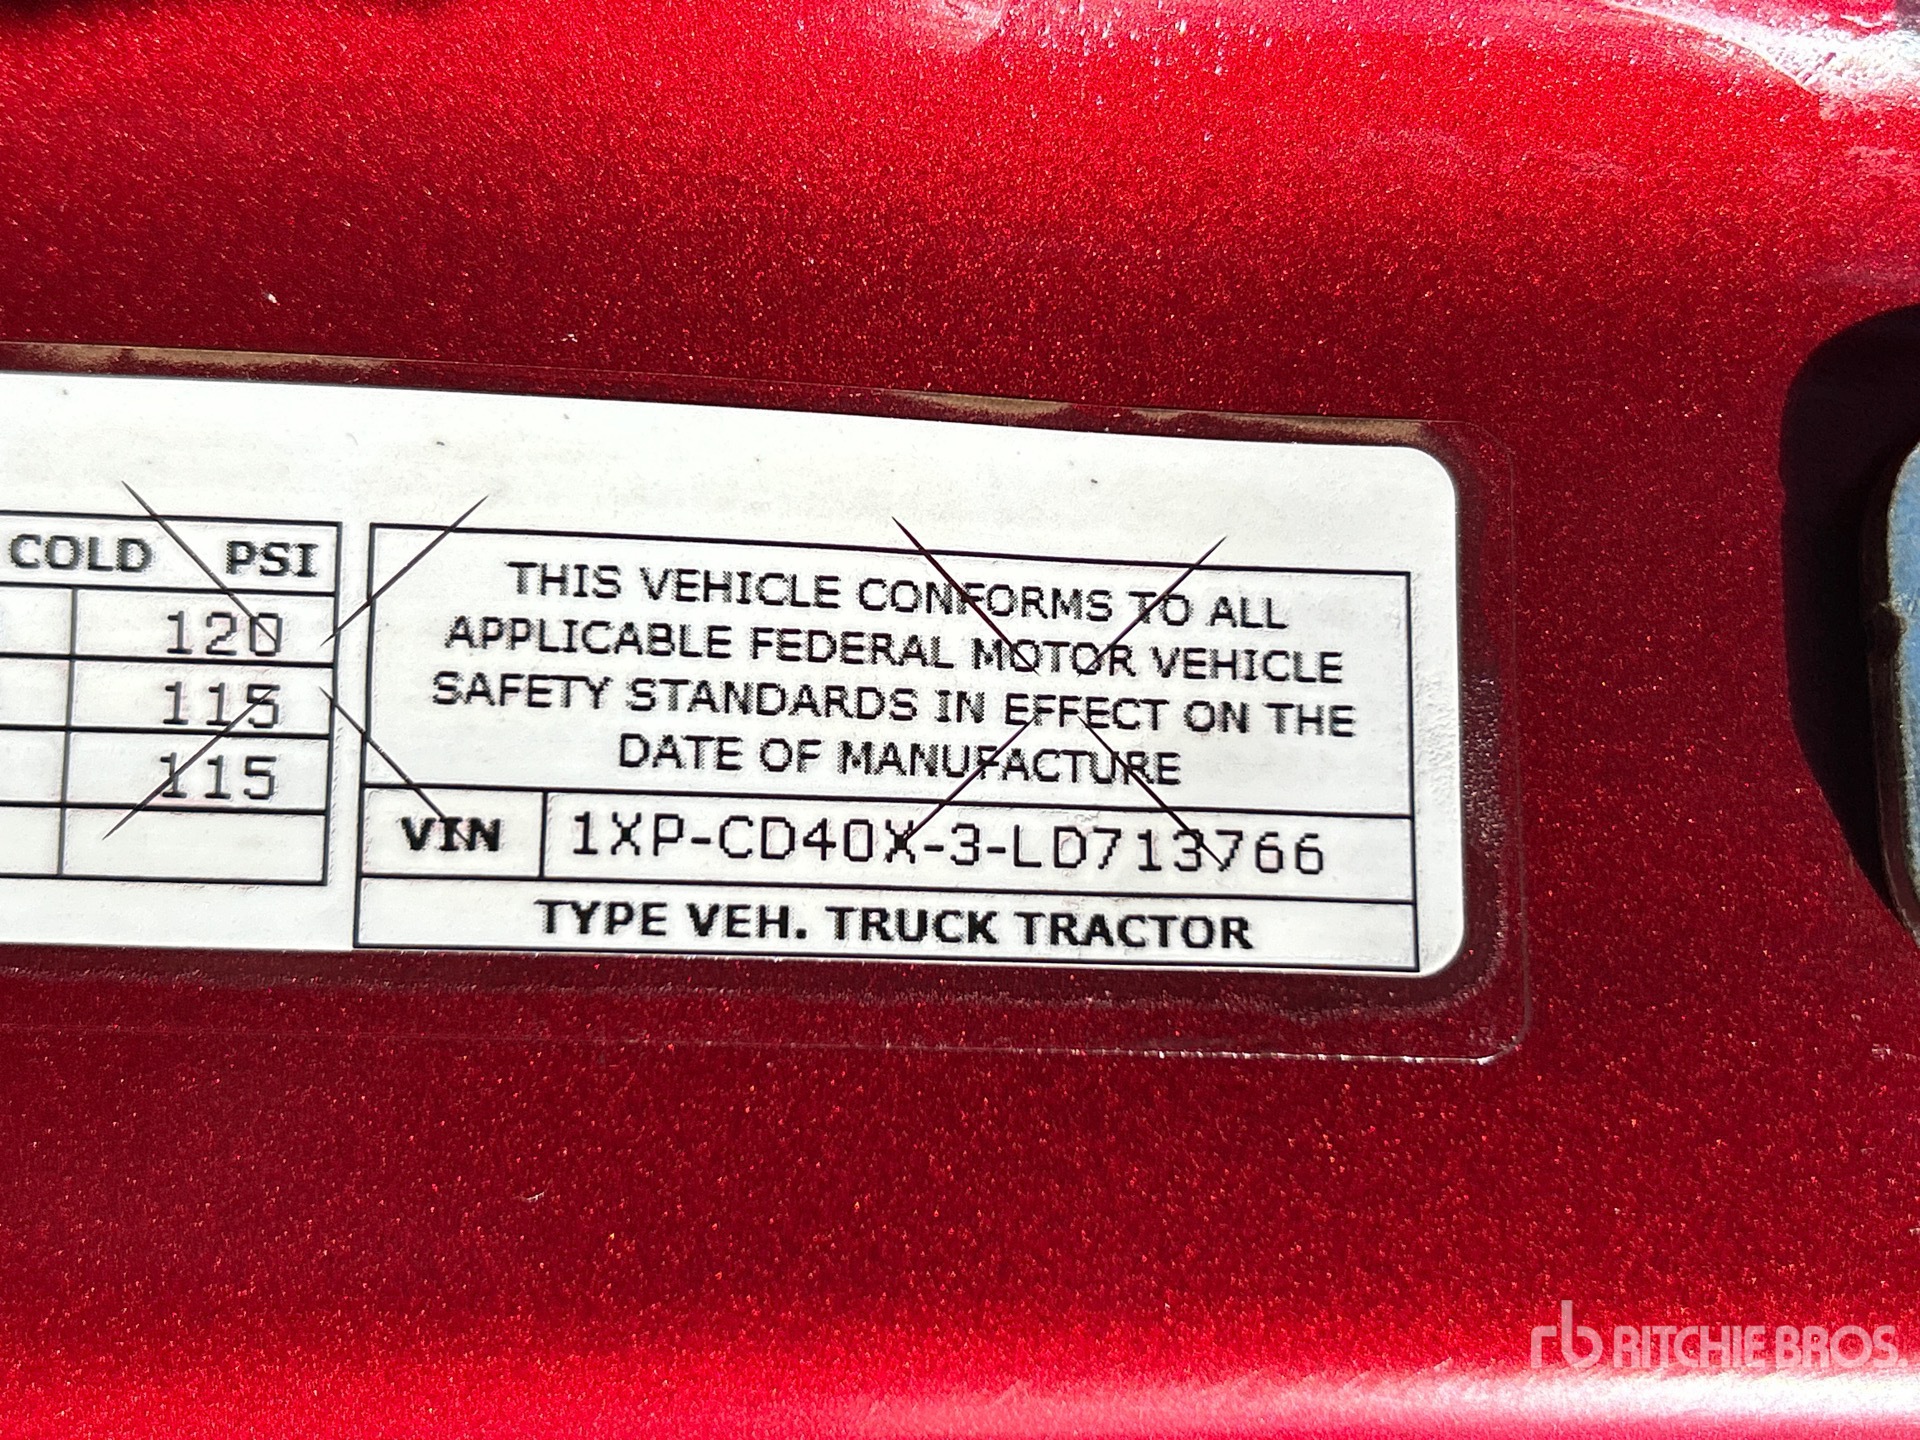 COLD PSI
120
115
115
THIS VEHICLE CONFORMS TO ALL
APPLICABLE FEDERAL MOTOR VEHICLE
SAFETY STANDARDS IN EFFECT ON THE
DATE OF MANUFACTURE
VIN 1XP-CD40X-3-LD713766
TYPE VEH. TRUCK TRACTOR
rb RITCHIE BROS.